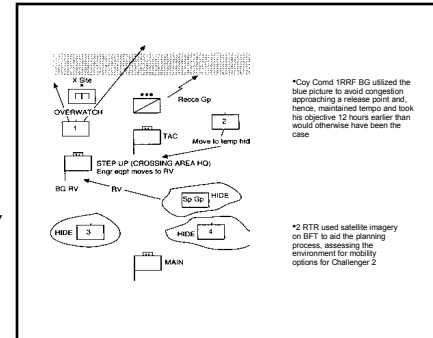 X Site
OVERWATCH
1
Recca Gp
2
TAC
Move to temp hrd
STEP UP (CROSSING AREA HQ)
Engr eqpt moves to RV
BG RV
RV
Sp Gp
HIDE
HIDE
3
HIDE
4
MAIN
•Coy Comd 1RRF BG utilized the
blue picture to avoid congestion
approaching a release point and,
hence, maintained tempo and took
his objective 12 hours earlier than
would otherwise have been the
case
•2 RTR used satellite imagery
on BFT to aid the planning
process, assessing the
environment for mobility
options for Challenger 2